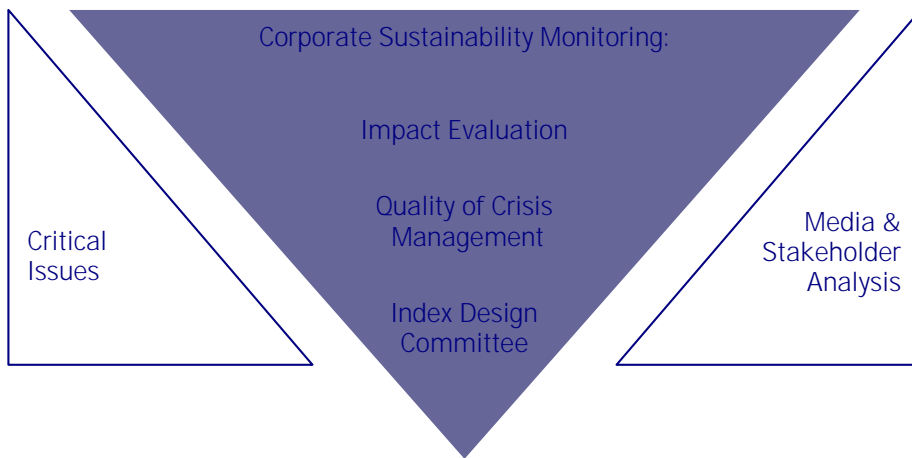 Corporate Sustainability Monitoring:
Impact Evaluation
Quality of Crisis
Management
Index Design
Committee
Critical
Issues
Media &
Stakeholder
Analysis